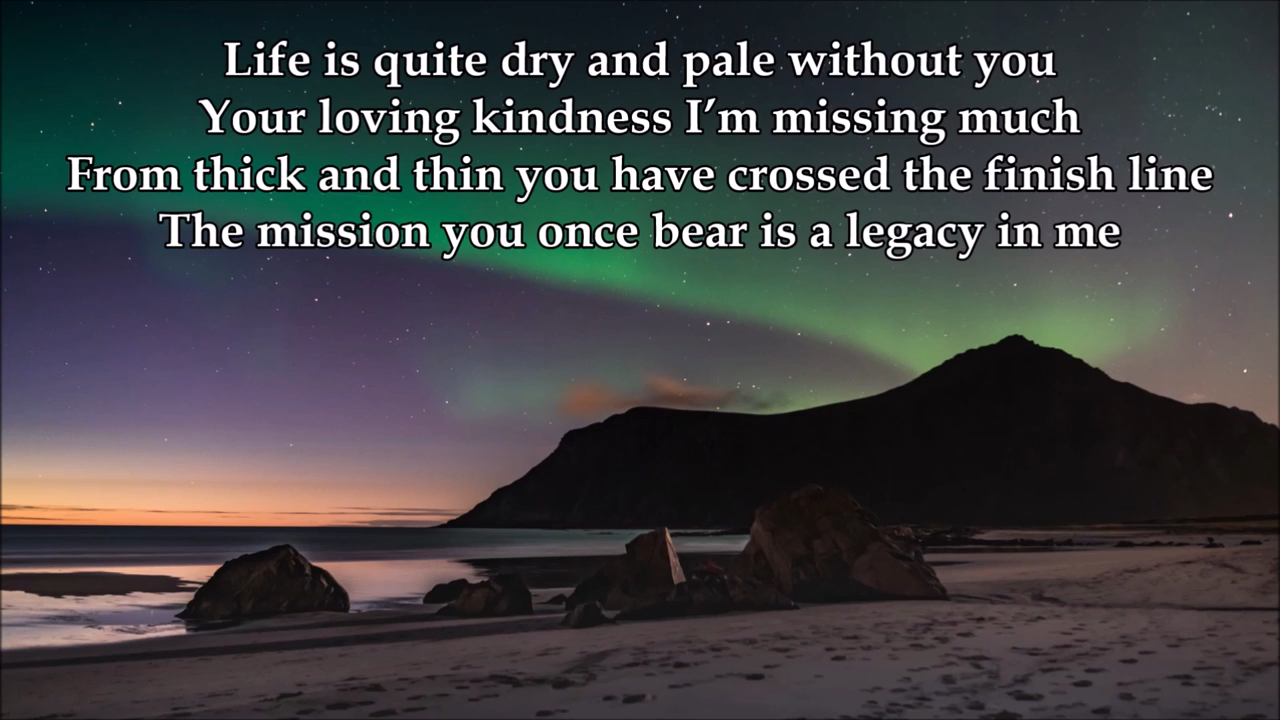 Life is quite dry and pale without you
Your loving kindness I’m missing much
From thick and thin you have crossed the finish line
The mission you once bear is a legacy in me